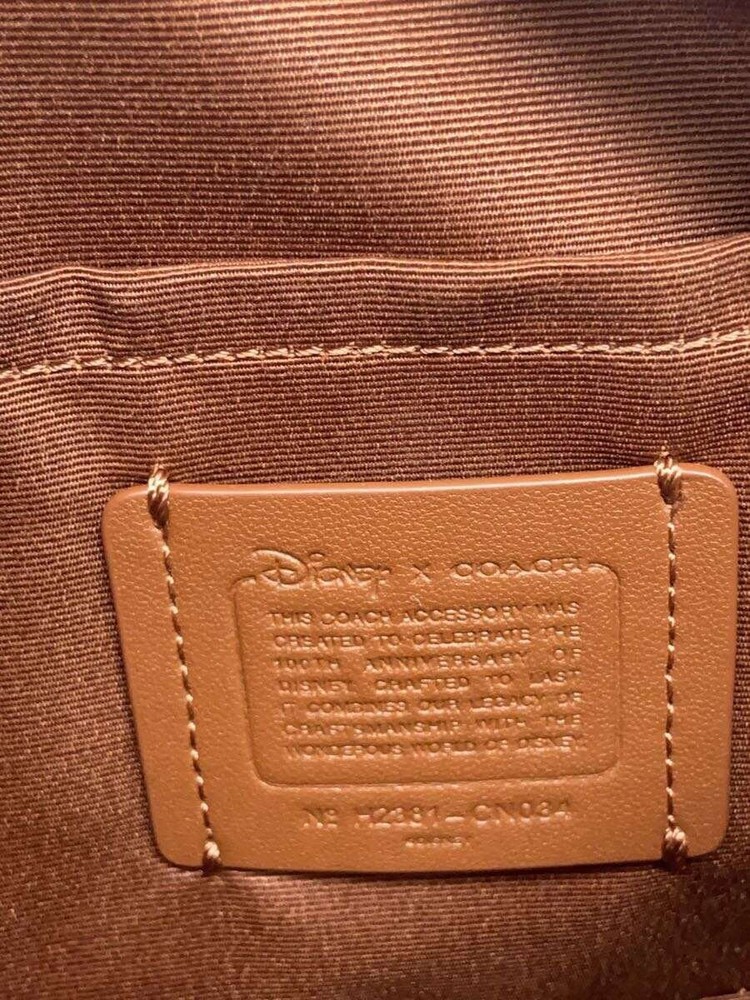 Disney x COACH
THIS COACH ACCESSORY WAS
CREATED TO CELEBRATE THE
100TH ANNIVERSARY OF
DISNEY. CRAFTED TO LAST
IT COMBINES OUR LEGACY OF
CRAFTSMANSHIP WITH THE
WONDEROUS WORLD OF DISNEY.
Nº H2381-CN034
©DISNEY